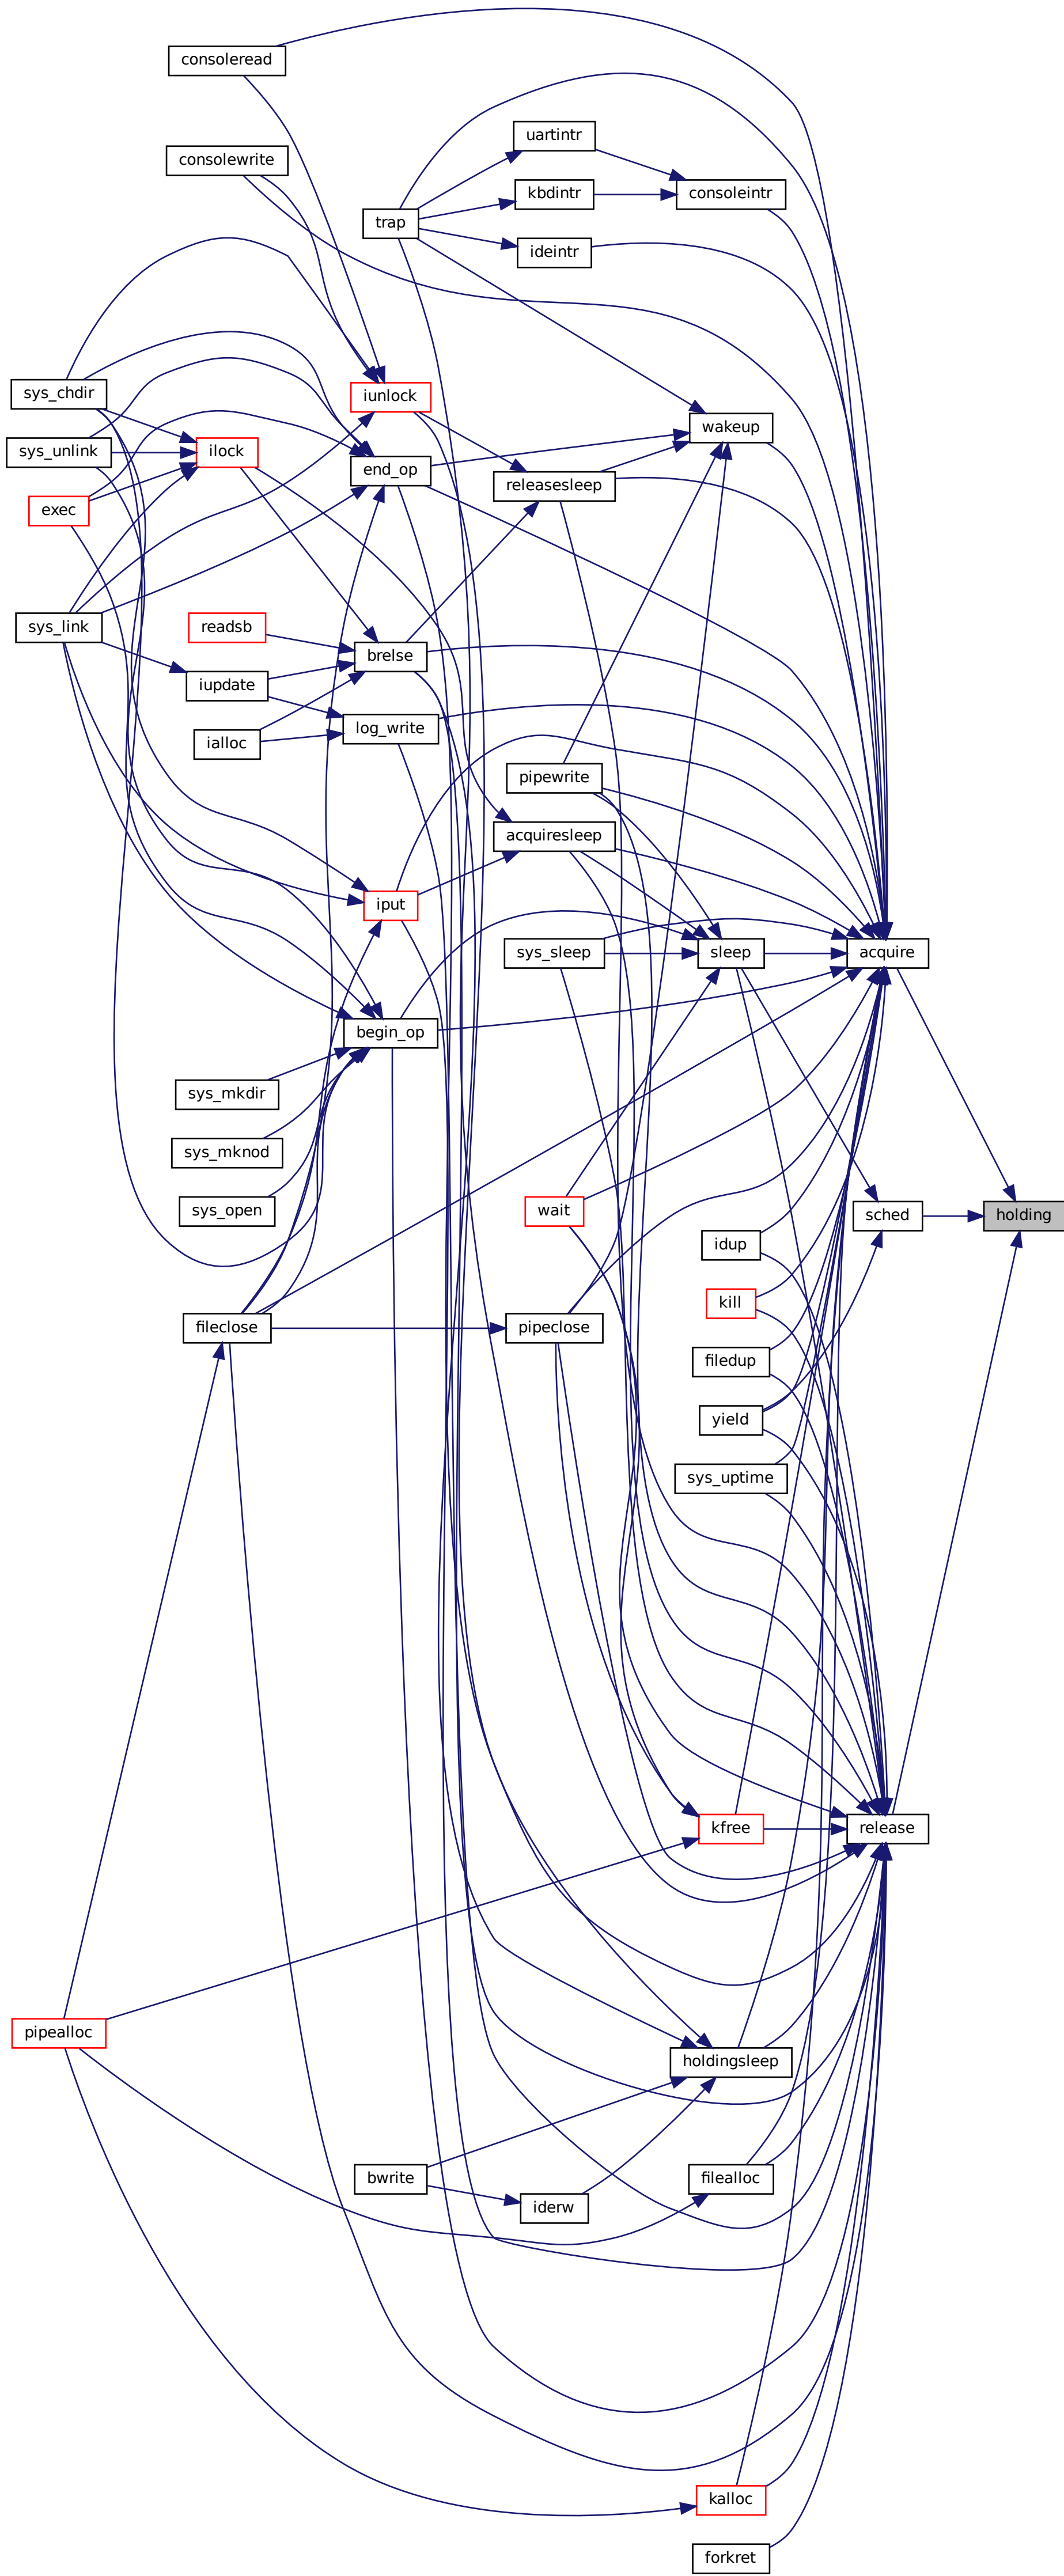 consoleread
uartintr
consolewrite
kbdintr
consoleintr
trap
ideintr
sys_chdir
iunlock
wakeup
sys_unlink
ilock
end_op
releasesleep
exec
sys_link
readsb
brelse
iupdate
log_write
ialloc
pipewrite
acquiresleep
iput
sys_sleep
sleep
acquire
begin_op
sys_mkdir
sys_mknod
sys_open
wait
sched
holding
idup
kill
fileclose
pipeclose
filedup
yield
sys_uptime
kfree
release
pipealloc
holdingsleep
bwrite
filealloc
iderw
kalloc
forkret